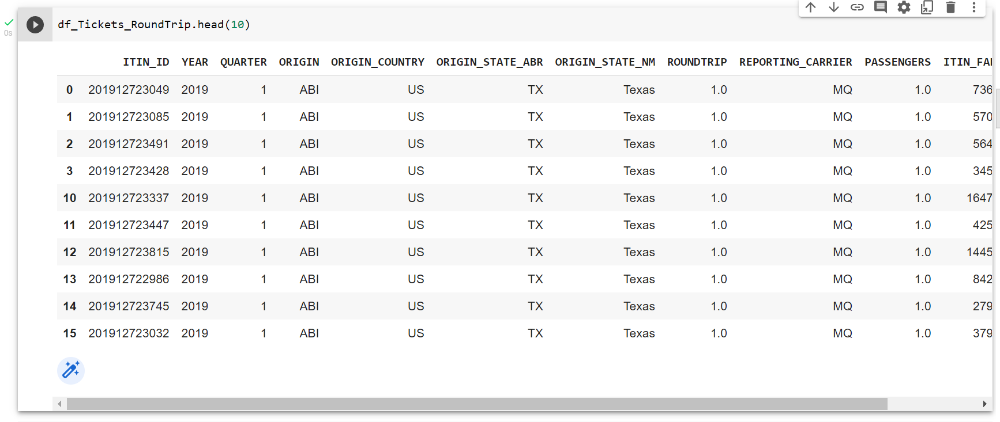 df_Tickets_RoundTrip.head(10)
0s
ITIN_ID YEAR QUARTER ORIGIN ORIGIN_COUNTRY ORIGIN_STATE_ABR ORIGIN_STATE_NM ROUNDTRIP REPORTING_CARRIER PASSENGERS ITIN_FA
0 201912723049 2019 1 ABI US TX Texas 1.0 MQ 1.0 736
1 201912723085 2019 1 ABI US TX Texas 1.0 MQ 1.0 570
2 201912723491 2019 1 ABI US TX Texas 1.0 MQ 1.0 564
3 201912723428 2019 1 ABI US TX Texas 1.0 MQ 1.0 345
10 201912723337 2019 1 ABI US TX Texas 1.0 MQ 1.0 1647
11 201912723447 2019 1 ABI US TX Texas 1.0 MQ 1.0 425
12 201912723815 2019 1 ABI US TX Texas 1.0 MQ 1.0 1445
13 201912722986 2019 1 ABI US TX Texas 1.0 MQ 1.0 842
14 201912723745 2019 1 ABI US TX Texas 1.0 MQ 1.0 279
15 201912723032 2019 1 ABI US TX Texas 1.0 MQ 1.0 379